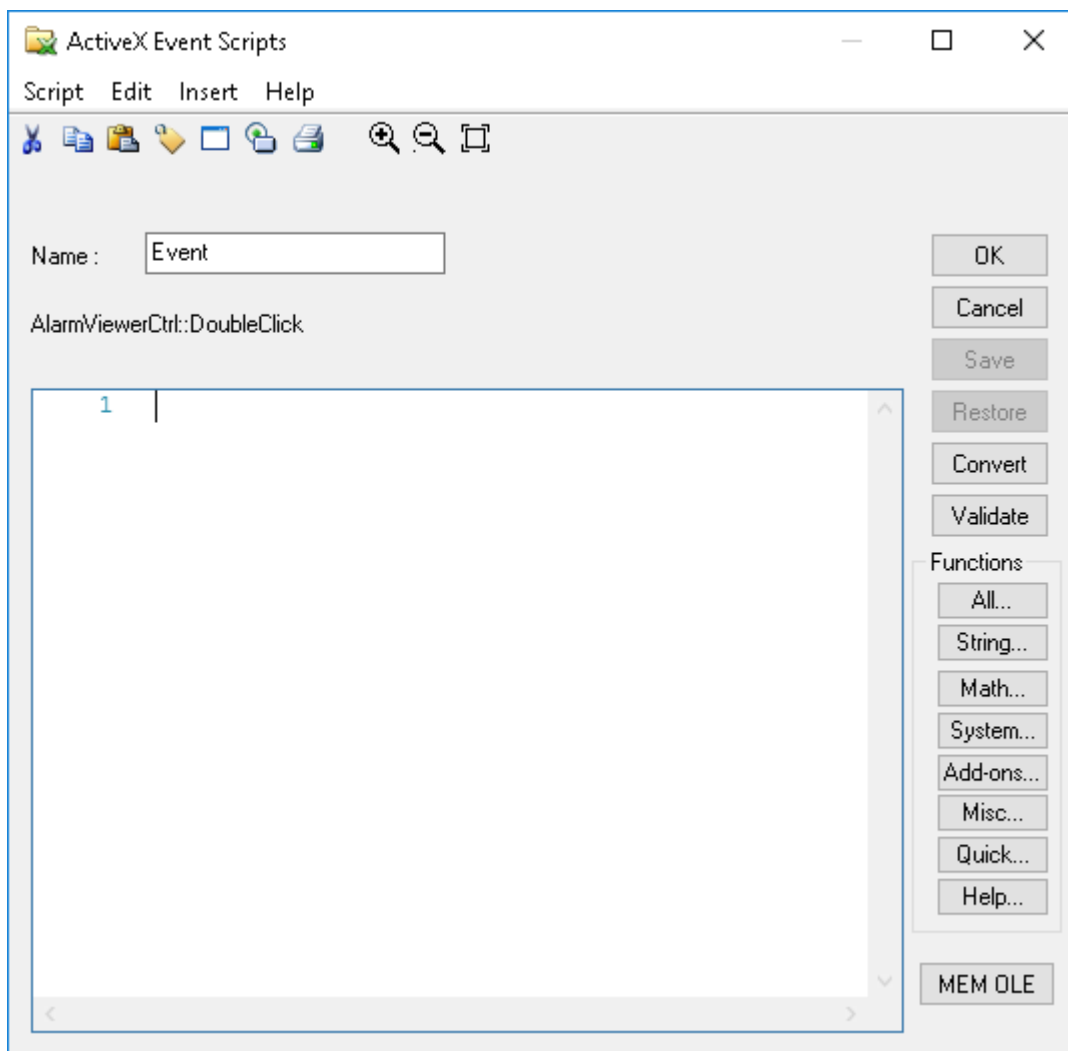 ActiveX Event Scripts
Script Edit Insert Help
Name : Event
OK
AlarmViewerCtrl::DoubleClick
Cancel
Save
1
Restore
Convert
Validate
Functions
All...
String...
Math...
System...
Add-ons...
Misc...
Quick...
Help...
MEM OLE